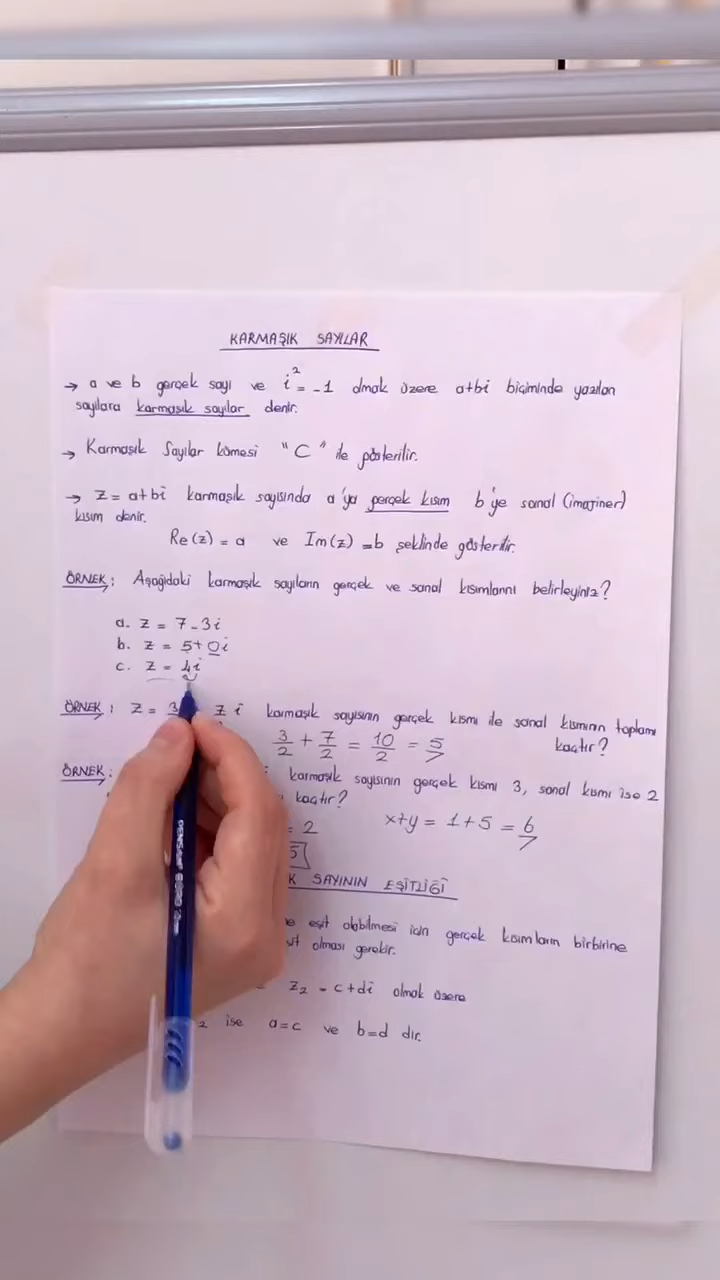 KARMAŞIK SAYILAR
→ a ve b gerçek sayı ve i² = -1 olmak üzere a+bi biçiminde yazılan
sayılara karmaşık sayılar denir.
→ Karmaşık Sayılar kümesi "C" ile gösterilir.
→ z = a+bi karmaşık sayısında a'ya gerçek kısım b'ye sanal (imajiner)
kısım denir.
Re(z) = a ve Im(z) = b şeklinde gösterilir.
ÖRNEK: Aşağıdaki karmaşık sayıların gerçek ve sanal kısımlarını belirleyiniz?
a. z = 7-3i
b. z = 5+0i
c. z = 4i
ÖRNEK: z = 3 7 i karmaşık sayısının gerçek kısmı ile sanal kısmının toplamı
kaçtır?
3/2 + 7/2 = 10/2 = 5
ÖRNEK: karmaşık sayısının gerçek kısmı 3, sanal kısmı ise 2
kaçtır?
= 2 x+y = 1+5 = 6
5
SAYININ EŞİTLİĞİ
eşit olabilmesi için gerçek kısımların birbirine
olması gerekir.
z₂ = c+di olmak üzere
2 ise a=c ve b=d dir.
DENSAN